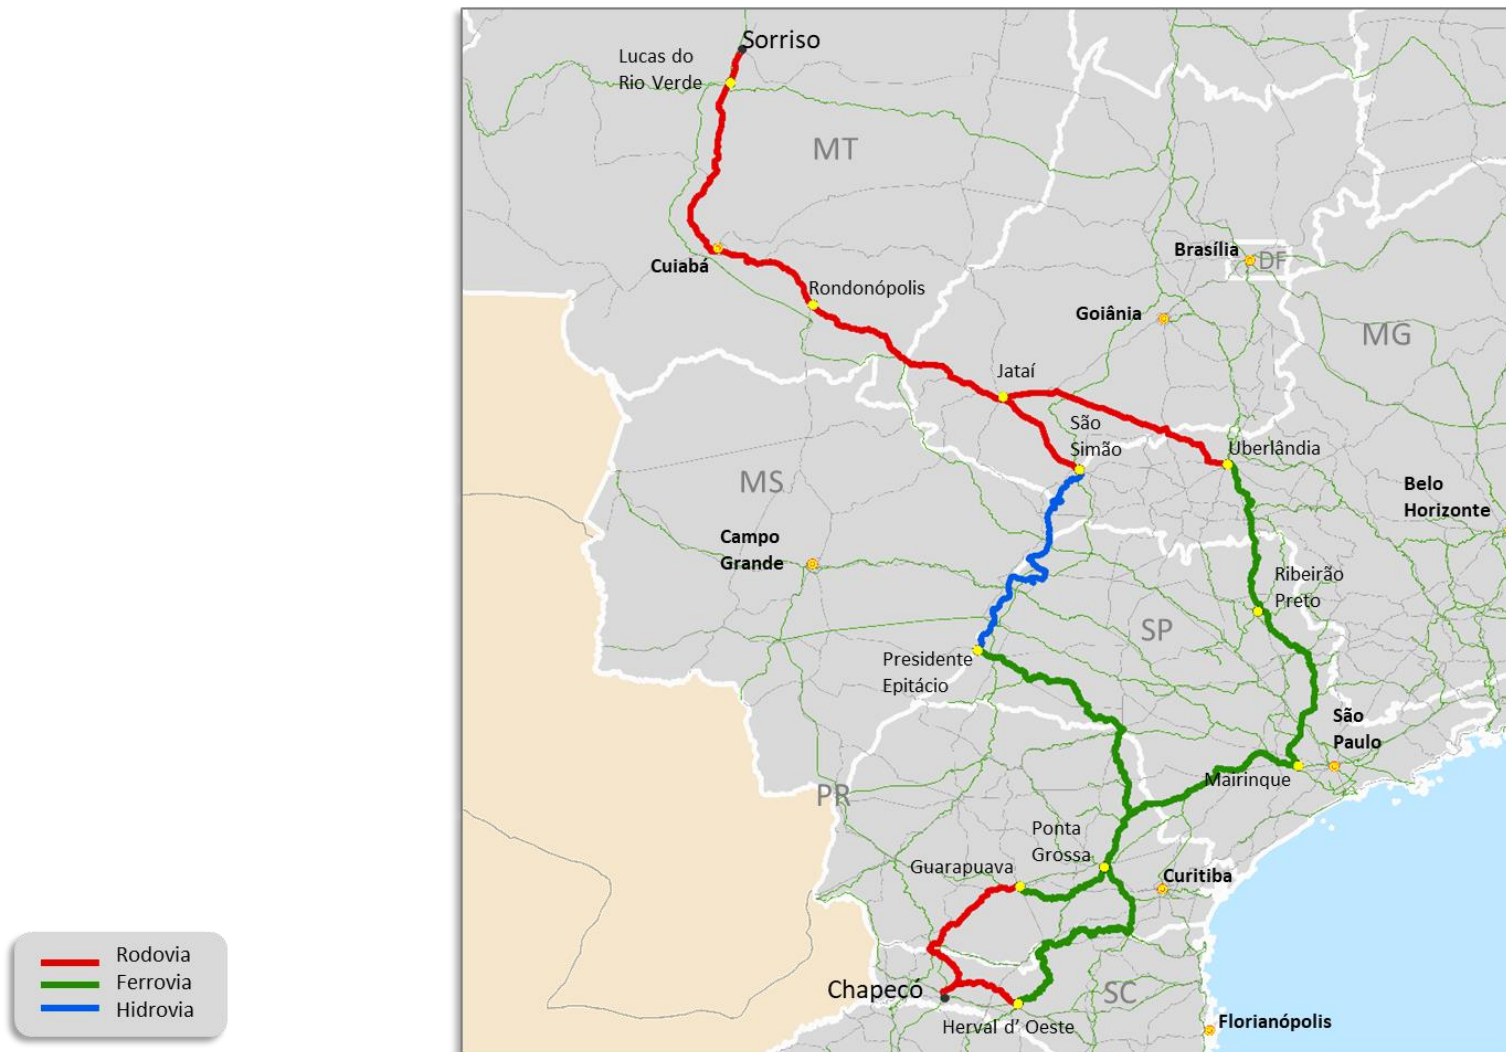 Sorriso
Lucas do
Rio Verde
MT
Brasília
DF
Cuiabá
Rondonópolis
Goiânia
MG
Jataí
São
Simão
Uberlândia
MS
Belo
Horizonte
Campo
Grande
Ribeirão
Preto
SP
Presidente
Epitácio
São
Paulo
Mairinque
PR
Ponta
Grossa
Guarapuava
Curitiba
Chapecó
SC
Herval d' Oeste
Florianópolis
Rodovia
Ferrovia
Hidrovia